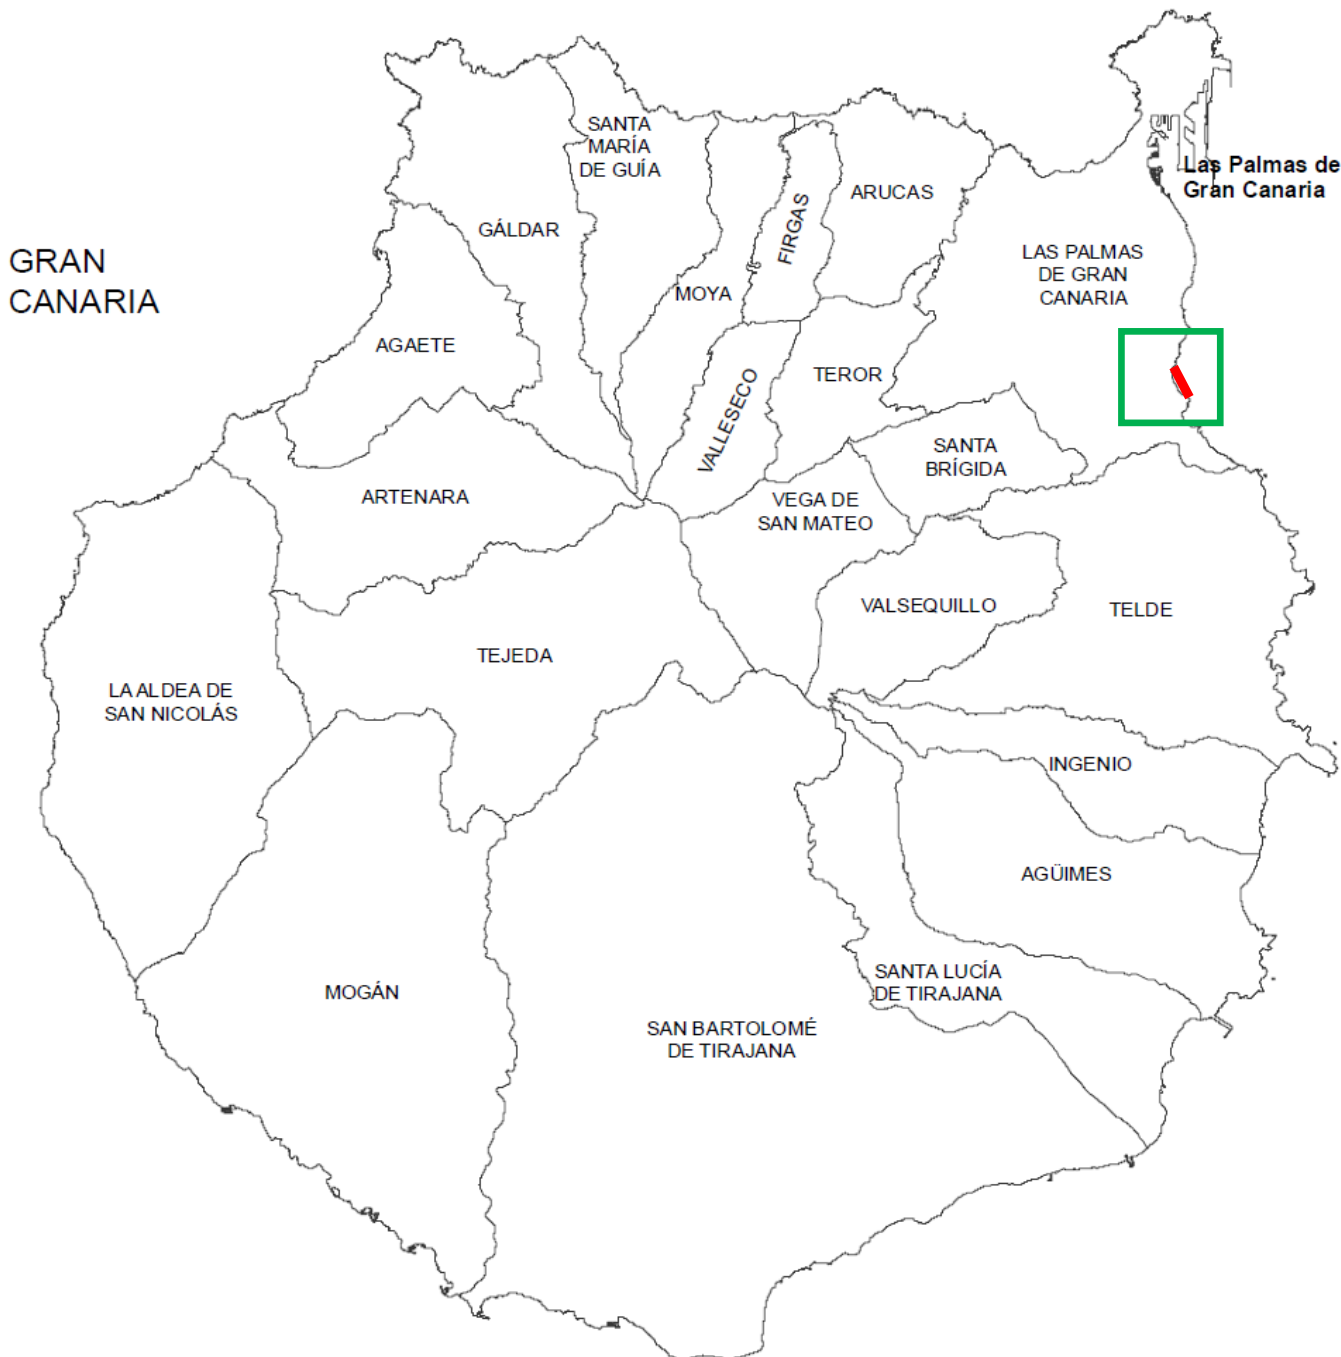 GRAN
CANARIA
SANTA
MARÍA
DE GUÍA
GÁLDAR
MOYA
FIRGAS
ARUCAS
Las Palmas de
Gran Canaria
LAS PALMAS
DE GRAN
CANARIA
AGAETE
VALLESECO
TEROR
SANTA
BRÍGIDA
ARTENARA
VEGA DE
SAN MATEO
VALSEQUILLO
TELDE
TEJEDA
LA ALDEA DE
SAN NICOLÁS
INGENIO
AGÜIMES
SANTA LUCÍA
DE TIRAJANA
MOGÁN
SAN BARTOLOMÉ
DE TIRAJANA